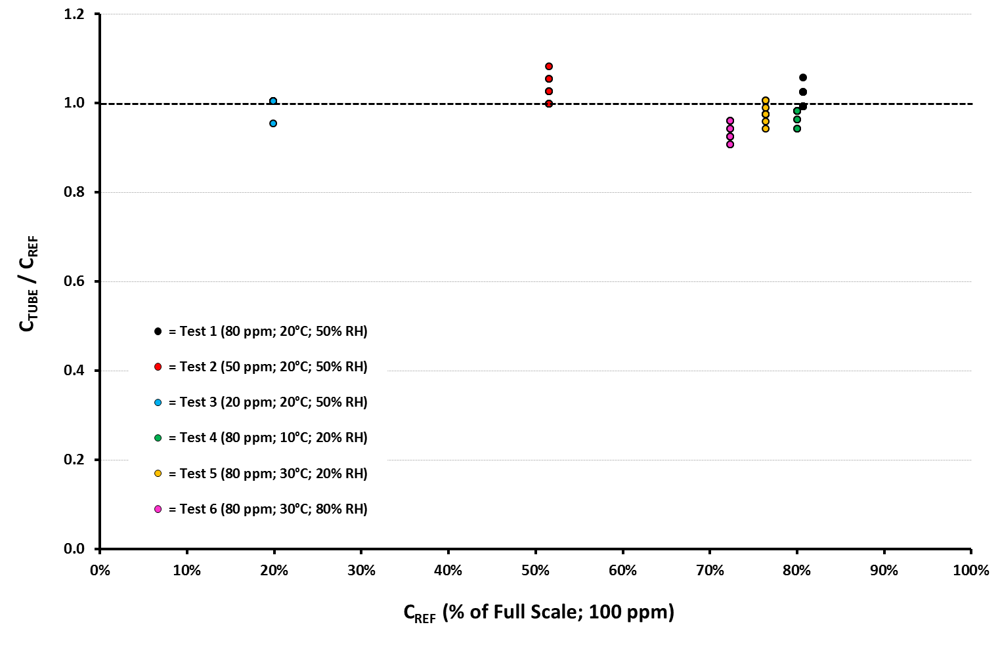 1.2
1.0
0.8
0.6
0.4
0.2
0.0
CTUBE / CREF
= Test 1 (80 ppm; 20°C; 50% RH)
= Test 2 (50 ppm; 20°C; 50% RH)
= Test 3 (20 ppm; 20°C; 50% RH)
= Test 4 (80 ppm; 10°C; 20% RH)
= Test 5 (80 ppm; 30°C; 20% RH)
= Test 6 (80 ppm; 30°C; 80% RH)
0% 10% 20% 30% 40% 50% 60% 70% 80% 90% 100%
CREF (% of Full Scale; 100 ppm)